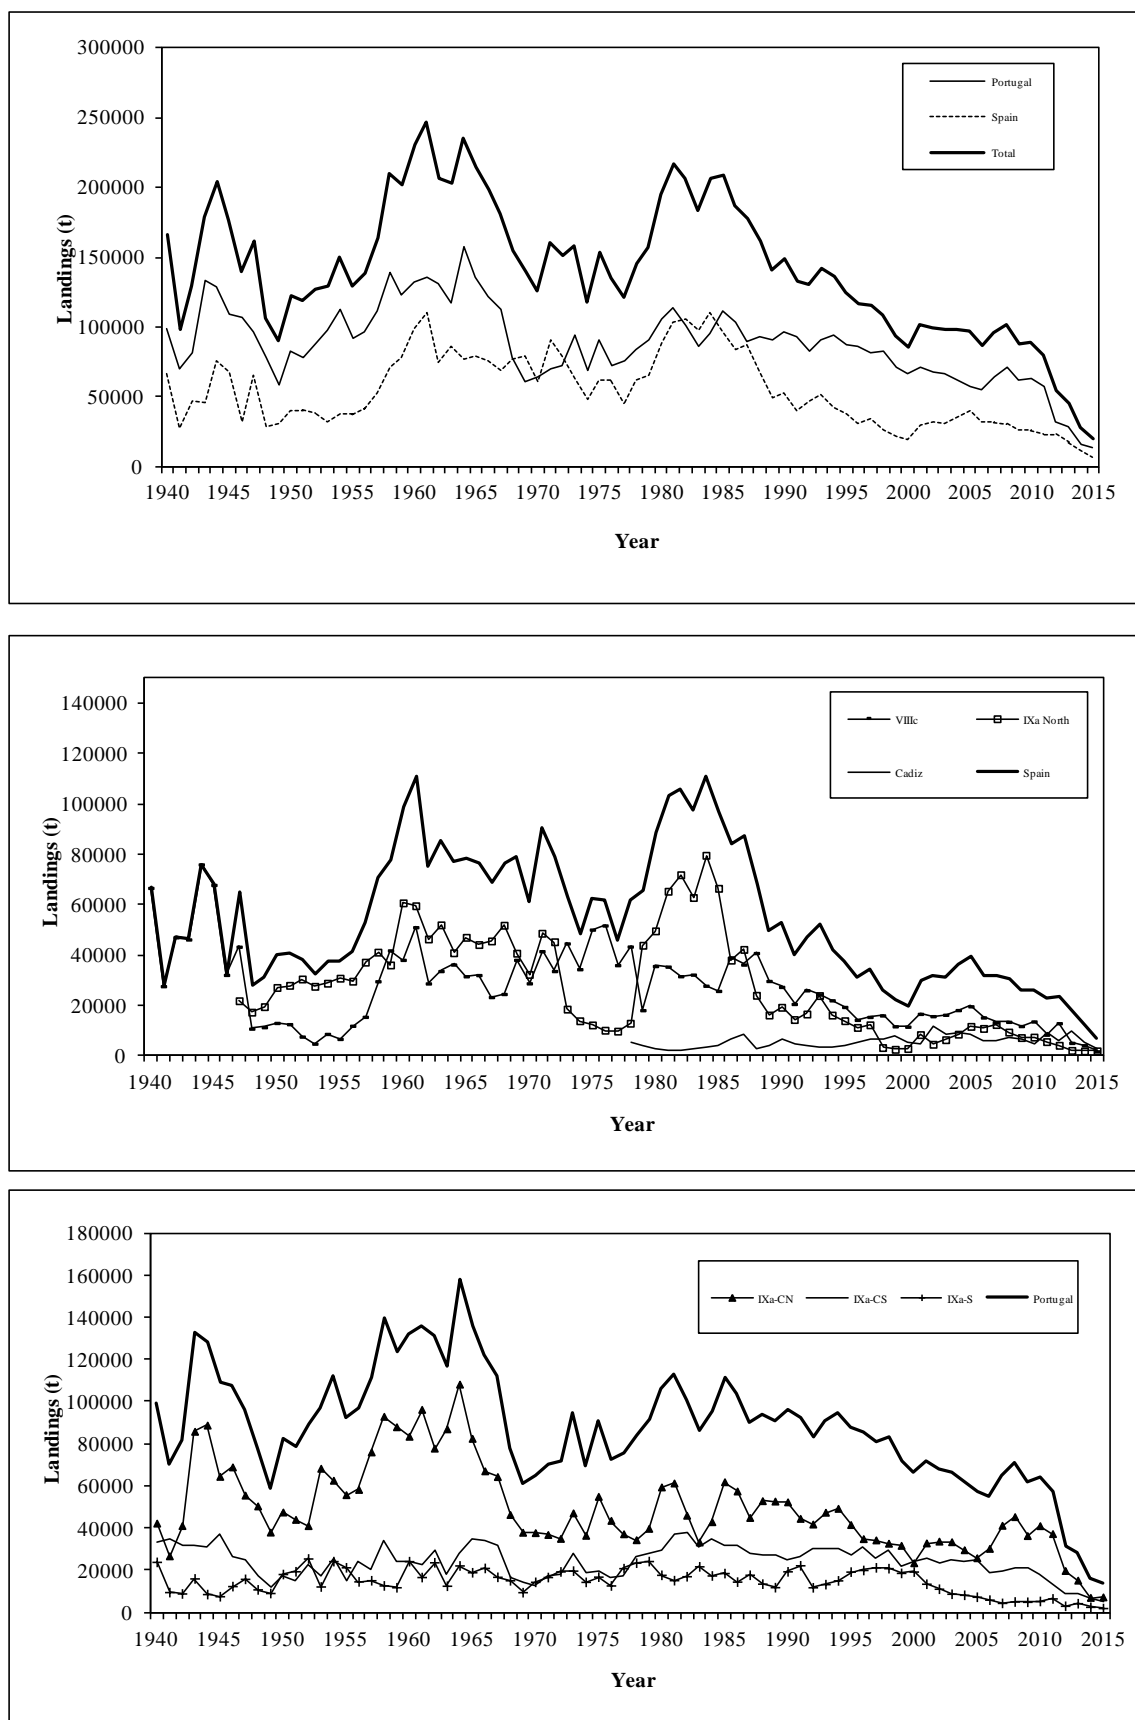 300000
250000
200000
150000
100000
50000
0
Landings (t)
Portugal
Spain
Total
1940 1945 1950 1955 1960 1965 1970 1975 1980 1985 1990 1995 2000 2005 2010 2015
Year
140000
120000
100000
80000
60000
40000
20000
0
Landings (t)
VIIIc IXa North
Cadiz Spain
1940 1945 1950 1955 1960 1965 1970 1975 1980 1985 1990 1995 2000 2005 2010 2015
Year
180000
160000
140000
120000
100000
80000
60000
40000
20000
0
Landings (t)
IXa-CN IXa-CS IXa-S Portugal
1940 1945 1950 1955 1960 1965 1970 1975 1980 1985 1990 1995 2000 2005 2010 2015
Year